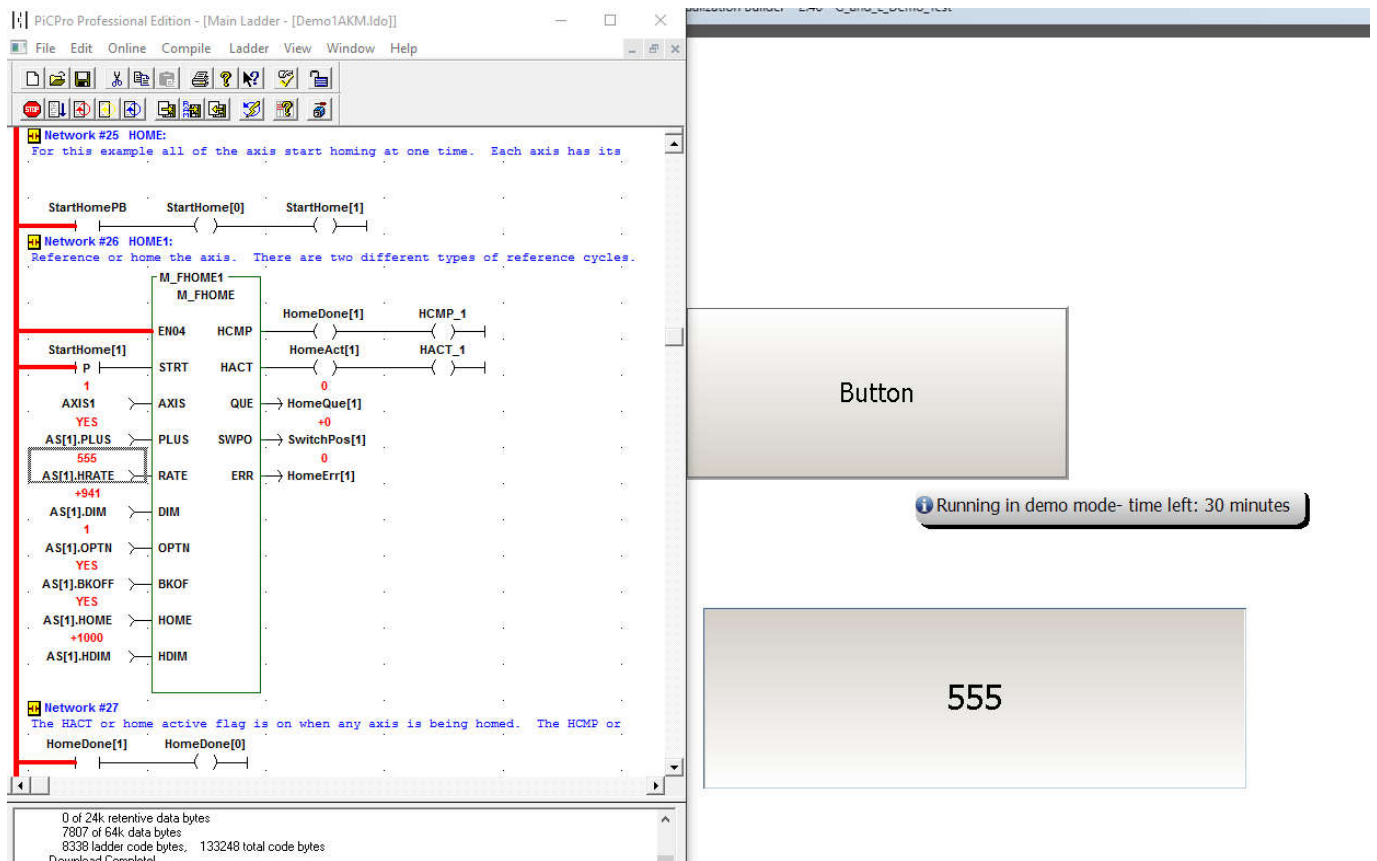 PiCPro Professional Edition - [Main Ladder - [Demo1AKM.ldo]]
File Edit Online Compile Ladder View Window Help
STOP
Network #25 HOME:
For this example all of the axis start homing at one time. Each axis has its
StartHomePB StartHome[0] StartHome[1]
Network #26 HOME1:
Reference or home the axis. There are two different types of reference cycles.
M_FHOME1
M_FHOME
HomeDone[1] HCMP_1
EN04 HCMP
StartHome[1] HomeAct[1] HACT_1
P STRT HACT
1 0
AXIS1 AXIS QUE HomeQue[1]
YES +0
AS[1].PLUS PLUS SWPO SwitchPos[1]
555 0
AS[1].HRATE RATE ERR HomeErr[1]
+941
AS[1].DIM DIM
1
AS[1].OPTN OPTN
YES
AS[1].BKOFF BKOF
YES
AS[1].HOME HOME
+1000
AS[1].HDIM HDIM
Network #27
The HACT or home active flag is on when any axis is being homed. The HCMP or
HomeDone[1] HomeDone[0]
0 of 24k retentive data bytes
7807 of 64k data bytes
8338 ladder code bytes, 133248 total code bytes
Download Complete!
Button
Running in demo mode- time left: 30 minutes
555